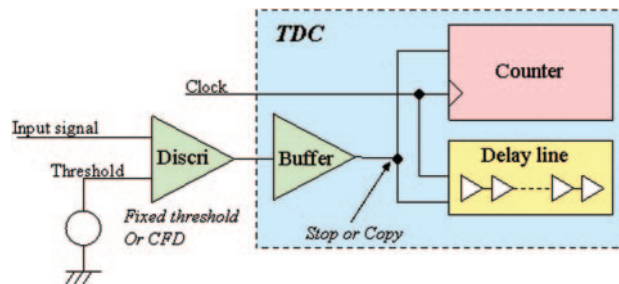 TDC
Counter
Clock
Input signal
Discri
Buffer
Delay line
Threshold
Fixed threshold
Or CFD
Stop or Copy